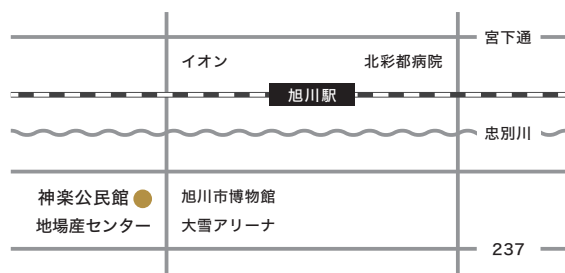 宮下通
イオン
北彩都病院
旭川駅
忠別川
神楽公民館
旭川市博物館
地場産センター
大雪アリーナ
237